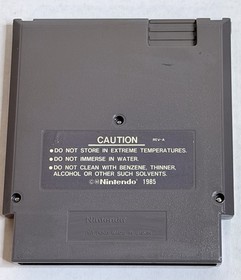 CAUTION REV-A
• DO NOT STORE IN EXTREME TEMPERATURES.
• DO NOT IMMERSE IN WATER.
• DO NOT CLEAN WITH BENZENE, THINNER,
ALCOHOL OR OTHER SUCH SOLVENTS.
©®Nintendo 1985